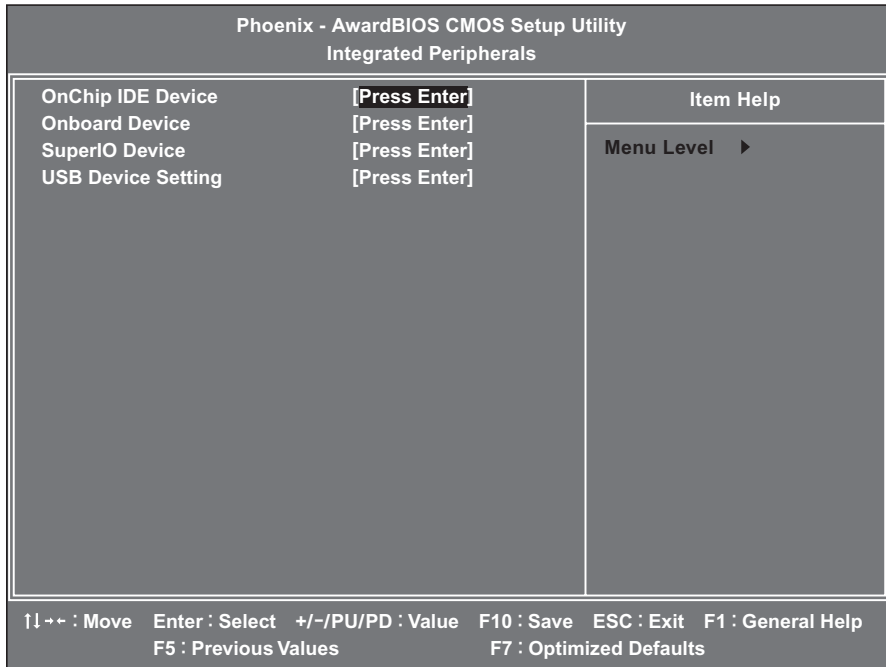 Phoenix - AwardBIOS CMOS Setup Utility
Integrated Peripherals
OnChip IDE Device [Press Enter]
Onboard Device [Press Enter]
SuperIO Device [Press Enter]
USB Device Setting [Press Enter]
Item Help
Menu Level ▶
↑↓→← : Move Enter : Select +/-/PU/PD : Value F10 : Save ESC : Exit F1 : General Help
F5 : Previous Values F7 : Optimized Defaults